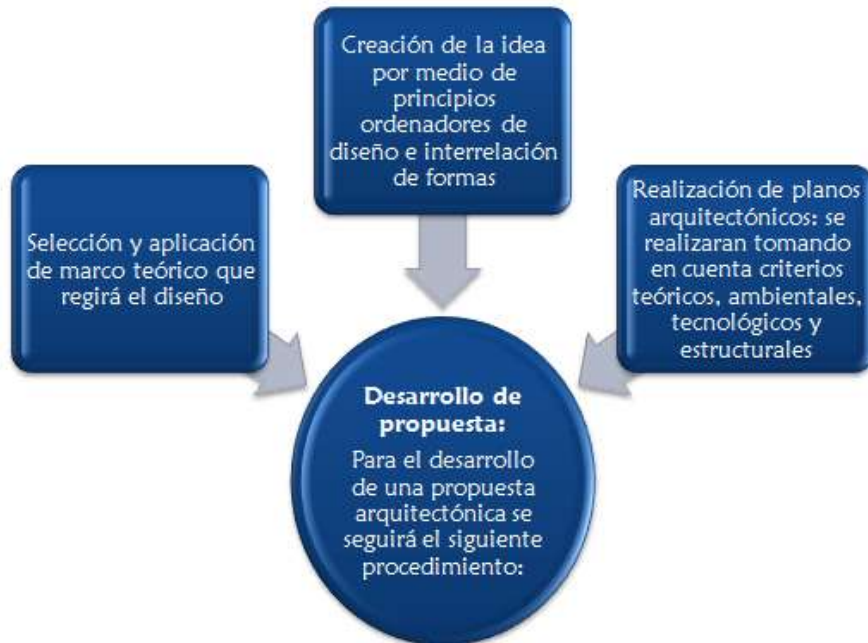 Creación de la idea
por medio de
principios
ordenadores de
diseño e interrelación
de formas
Selección y aplicación
de marco teórico que
regirá el diseño
Realización de planos
arquitectónicos: se
realizaran tomando
en cuenta criterios
teóricos, ambientales,
tecnológicos y
estructurales
Desarrollo de
propuesta:
Para el desarrollo
de una propuesta
arquitectónica se
seguirá el siguiente
procedimiento: